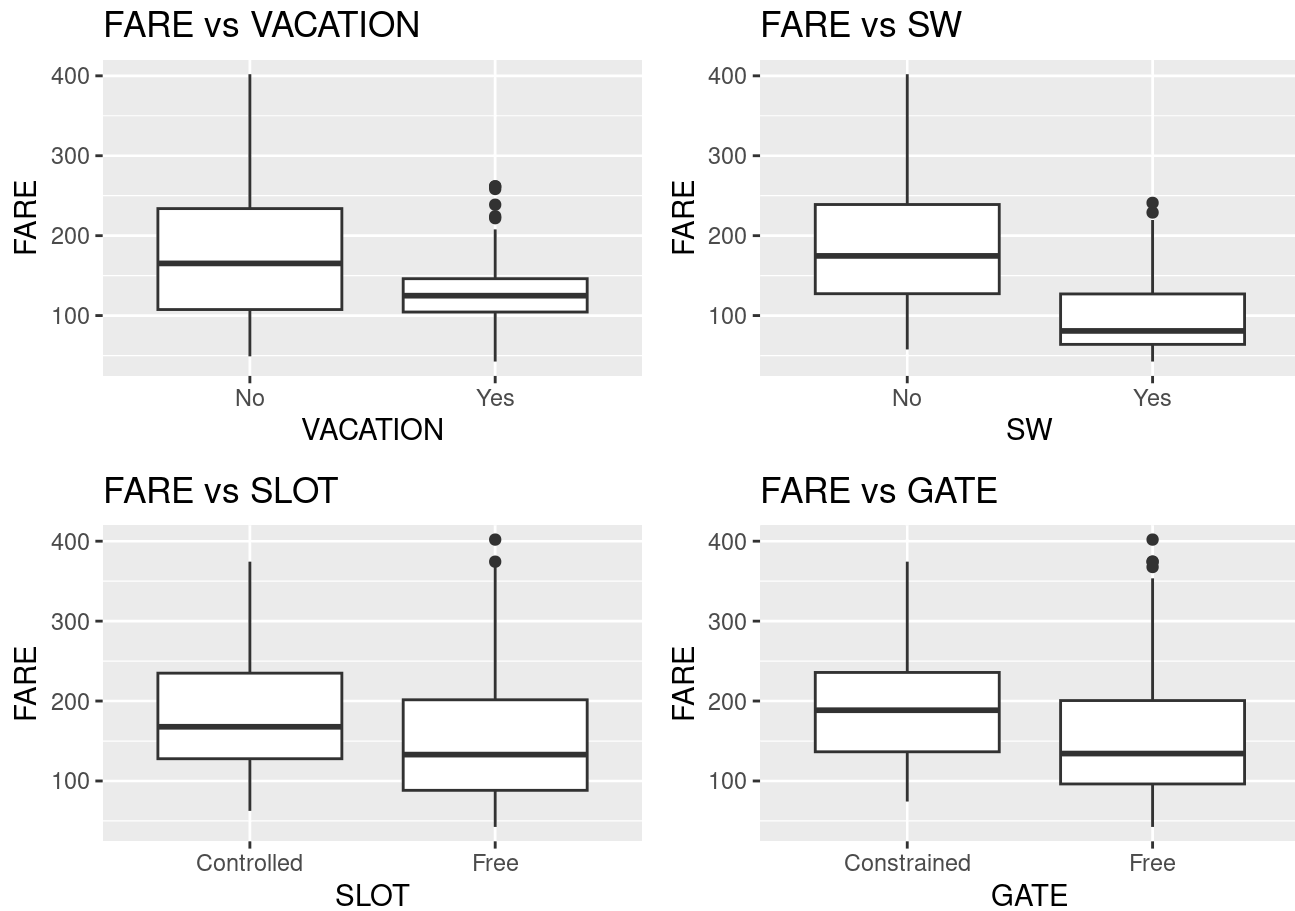 FARE vs VACATION
400
300
200
100
FARE
No Yes
VACATION
FARE vs SW
400
300
200
100
FARE
No Yes
SW
FARE vs SLOT
400
300
200
100
FARE
Controlled Free
SLOT
FARE vs GATE
400
300
200
100
FARE
Constrained Free
GATE